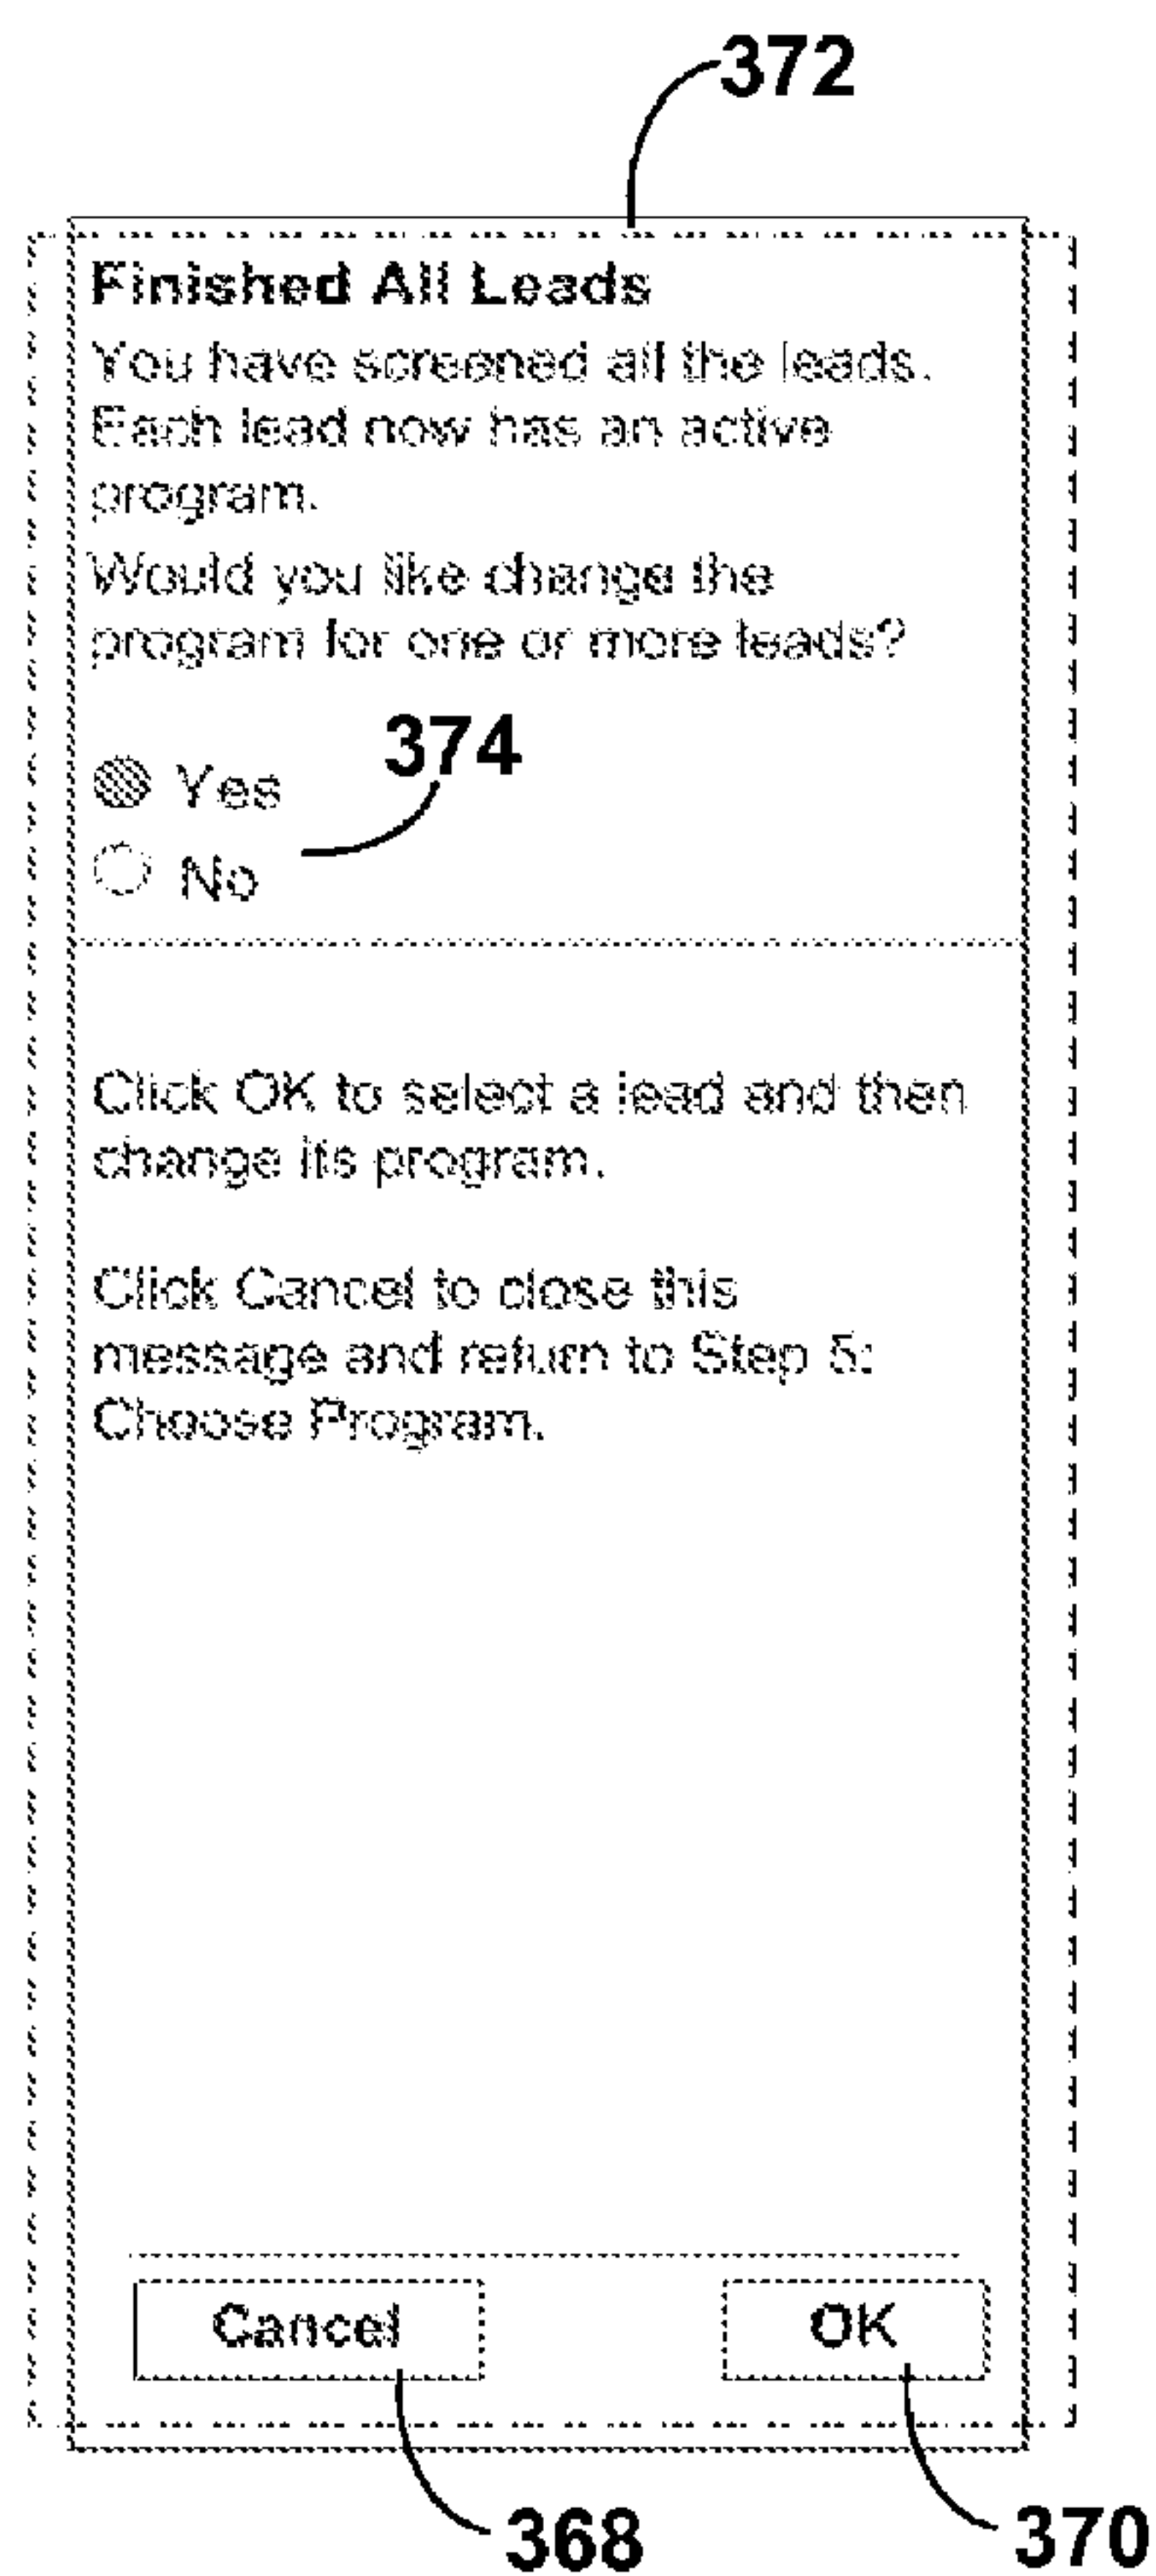 372
Finished All Leads
You have screened all the leads.
Each lead now has an active
program.
Would you like change the
program for one or more leads?
374
Yes
No
Click OK to select a lead and then
change its program.
Click Cancel to close this
message and return to Step 5:
Choose Program.
Cancel
OK
368
370